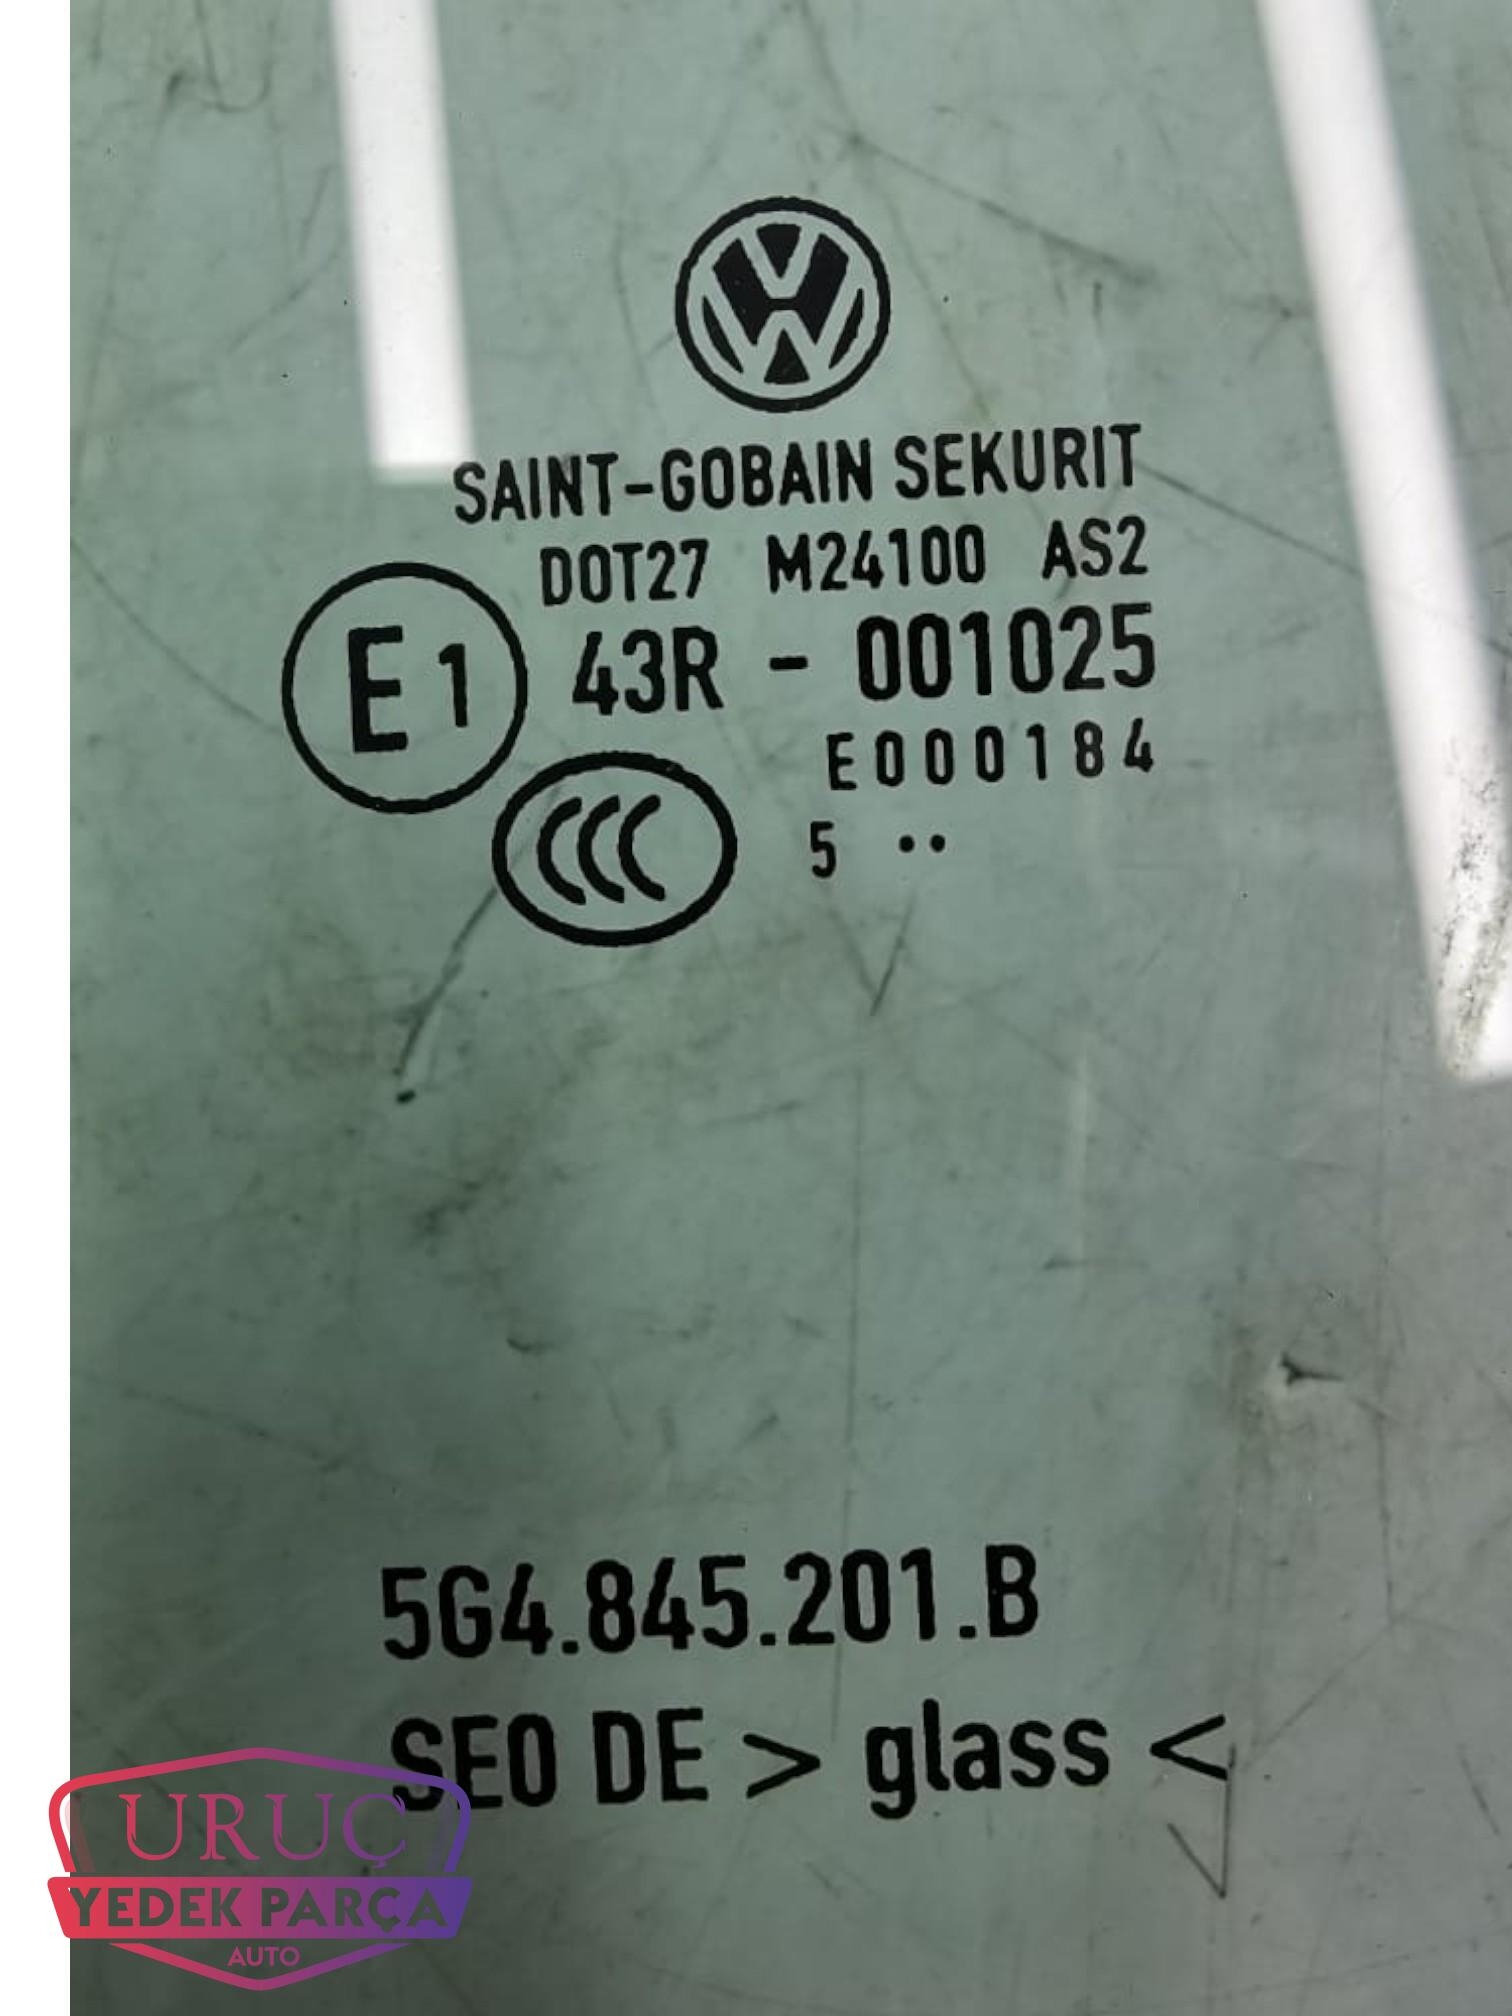 SAINT-GOBAIN SEKURIT
DOT27 M24100 AS2
E1 43R - 001025
E000184
CCC 5 ··
5G4.845.201.B
SEO DE > glass <
URUÇ
YEDEK PARÇA
AUTO